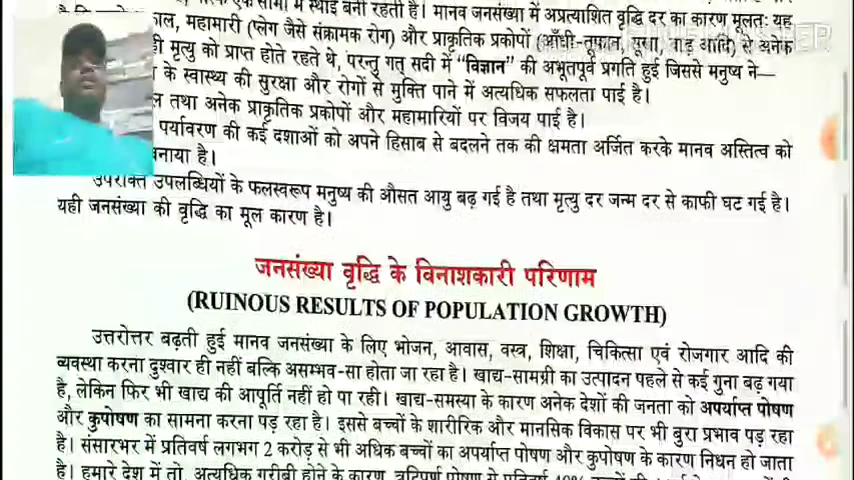 स्थाई बनी रहती है। मानव जनसंख्या में अप्रत्याशित वृद्धि दर का कारण मूलतः यह
काल, महामारी (प्लेग जैसे संक्रामक रोग) और प्राकृतिक प्रकोपों (आँधी-तूफान, सूखा, बाढ़ आदि) से अनेक
ही मृत्यु को प्राप्त होते रहते थे, परन्तु गत् सदी में “विज्ञान” की अभूतपूर्व प्रगति हुई जिससे मनुष्य ने—
के स्वास्थ्य की सुरक्षा और रोगों से मुक्ति पाने में अत्यधिक सफलता पाई है।
तथा अनेक प्राकृतिक प्रकोपों और महामारियों पर विजय पाई है।
पर्यावरण की कई दशाओं को अपने हिसाब से बदलने तक की क्षमता अर्जित करके मानव अस्तित्व को
बनाया है।
उपरोक्त उपलब्धियों के फलस्वरूप मनुष्य की औसत आयु बढ़ गई है तथा मृत्यु दर जन्म दर से काफी घट गई है।
यही जनसंख्या की वृद्धि का मूल कारण है।
जनसंख्या वृद्धि के विनाशकारी परिणाम
(RUINOUS RESULTS OF POPULATION GROWTH)
उत्तरोत्तर बढ़ती हुई मानव जनसंख्या के लिए भोजन, आवास, वस्त्र, शिक्षा, चिकित्सा एवं रोजगार आदि की
व्यवस्था करना दुश्वार ही नहीं बल्कि असम्भव-सा होता जा रहा है। खाद्य-सामग्री का उत्पादन पहले से कई गुना बढ़ गया
है, लेकिन फिर भी खाद्य की आपूर्ति नहीं हो पा रही। खाद्य-समस्या के कारण अनेक देशों की जनता को अपर्याप्त पोषण
और कुपोषण का सामना करना पड़ रहा है। इससे बच्चों के शारीरिक और मानसिक विकास पर भी बुरा प्रभाव पड़ रहा
है। संसारभर में प्रतिवर्ष लगभग 2 करोड़ से भी अधिक बच्चों का अपर्याप्त पोषण और कुपोषण के कारण निधन हो जाता
है। हमारे देश में तो, अत्यधिक गरीबी होने के कारण, त्रुटिपूर्ण पोषण से प्रतिवर्ष 40%